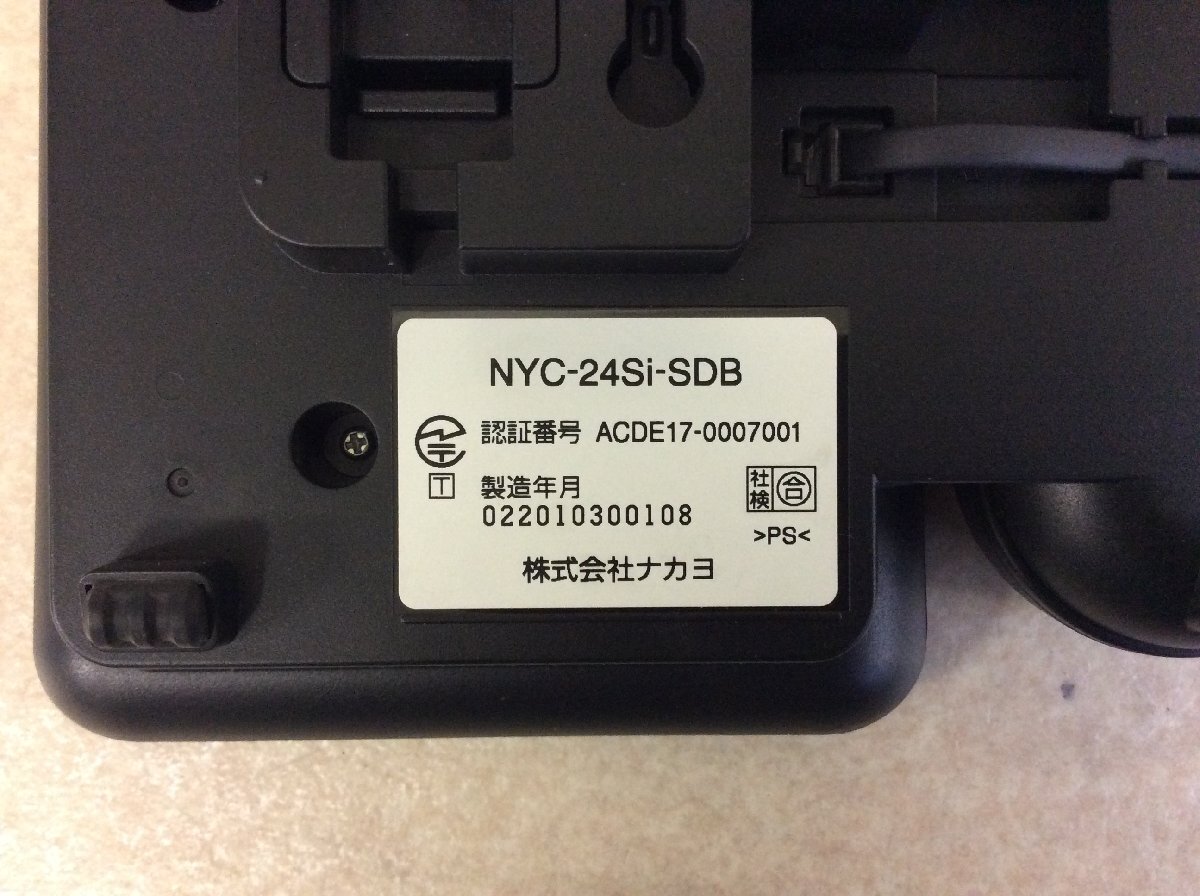 NYC-24Si-SDB
認証番号 ACDE17-0007001
T
製造年月
022010300108
社検 合
>PS<
株式会社ナカヨ